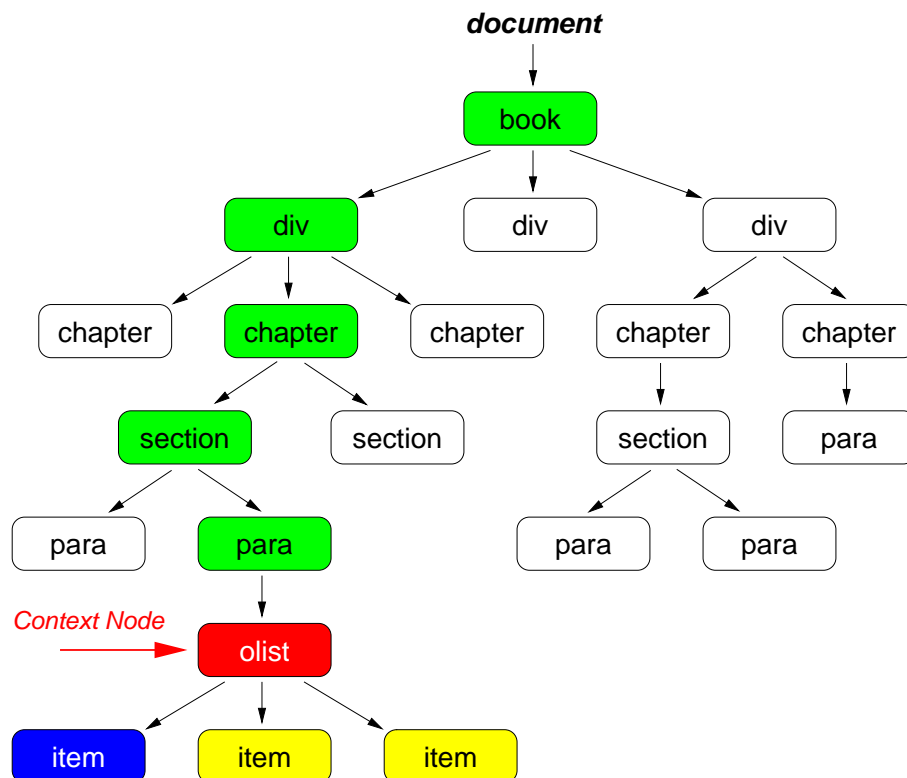 document
book
div div div
chapter chapter chapter chapter chapter
section section section para
para para para para
Context Node
olist
item item item